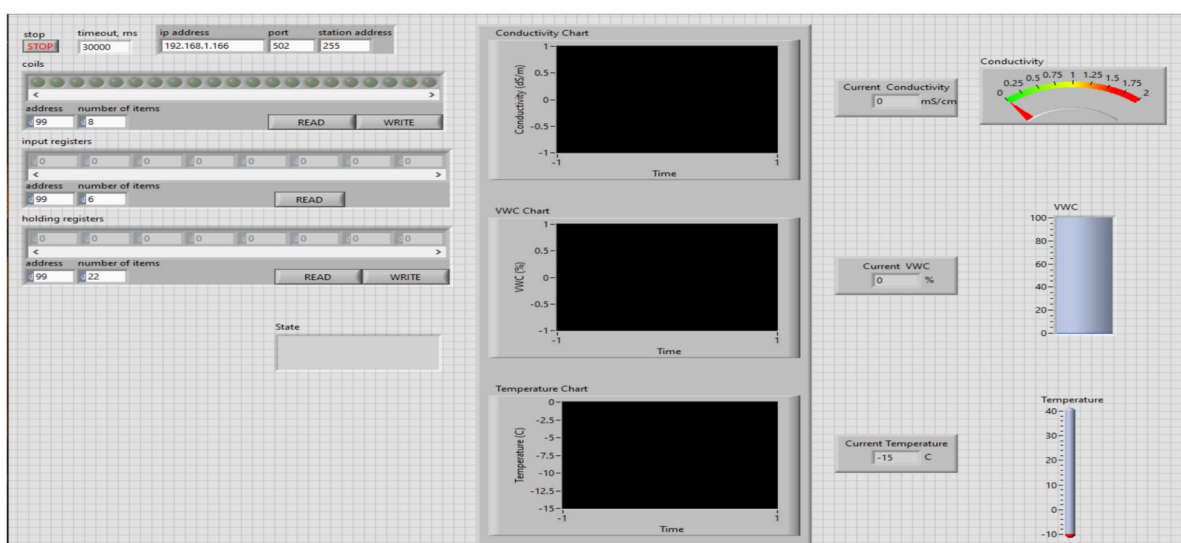 stop
timeout, ms
ip address
port
station address
STOP
30000
192.168.1.166
502
255
coils
<
>
address
number of items
99
8
READ
WRITE
input registers
0 0 0 0 0 0 0 0
<
>
address
number of items
99
6
READ
holding registers
0 0 0 0 0 0 0 0
<
>
address
number of items
99
22
READ
WRITE
State
Conductivity Chart
Conductivity (dS/m)
1
0.5
0
-0.5
-1
-1
1
Time
VWC Chart
VWC (%)
1
0.5
0
-0.5
-1
-1
1
Time
Temperature Chart
Temperature (C)
0
-2.5
-5
-7.5
-10
-12.5
-15
-1
1
Time
Current Conductivity
0 mS/cm
Conductivity
0 0.25 0.5 0.75 1 1.25 1.5 1.75 2
Current VWC
0 %
VWC
100
80
60
40
20
0
Current Temperature
-15 C
Temperature
40
30
20
10
0
-10